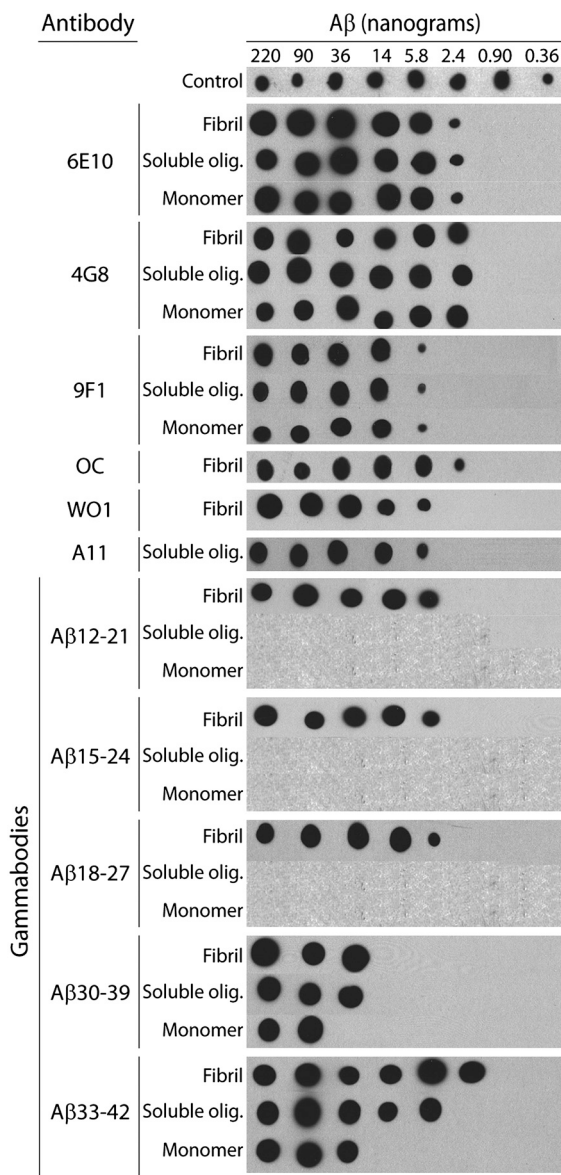 Antibody Aβ (nanograms)
220 90 36 14 5.8 2.4 0.90 0.36
Control
Fibril
6E10 Soluble olig.
Monomer
Fibril
4G8 Soluble olig.
Monomer
Fibril
9F1 Soluble olig.
Monomer
OC Fibril
WO1 Fibril
A11 Soluble olig.
Gammabodies
Fibril
Aβ12-21 Soluble olig.
Monomer
Fibril
Aβ15-24 Soluble olig.
Monomer
Fibril
Aβ18-27 Soluble olig.
Monomer
Fibril
Aβ30-39 Soluble olig.
Monomer
Fibril
Aβ33-42 Soluble olig.
Monomer